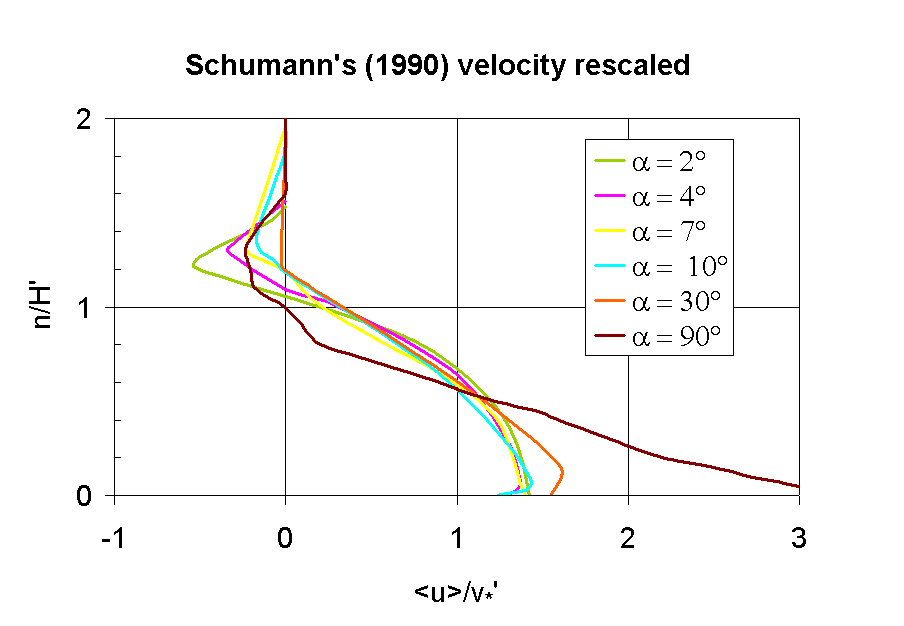 Schumann's (1990) velocity rescaled
2
1
0
n/H'
-1
0
1
2
3
<u>/v*'
α = 2°
α = 4°
α = 7°
α =  10°
α = 30°
α = 90°